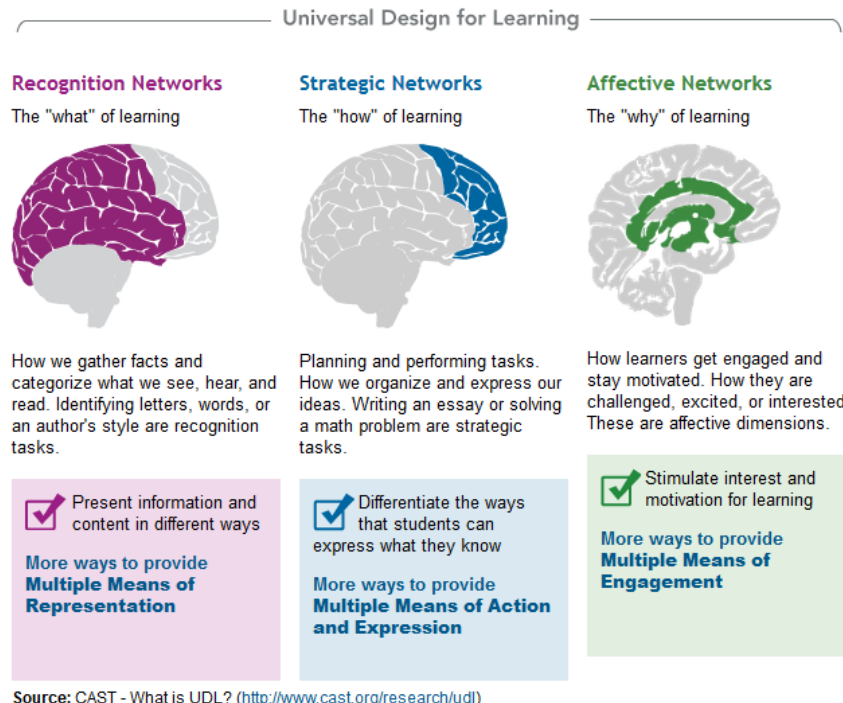 Universal Design for Learning
Recognition Networks
The "what" of learning
How we gather facts and
categorize what we see, hear, and
read. Identifying letters, words, or
an author's style are recognition
tasks.
Present information and
content in different ways
More ways to provide
Multiple Means of
Representation
Strategic Networks
The "how" of learning
Planning and performing tasks.
How we organize and express our
ideas. Writing an essay or solving
a math problem are strategic
tasks.
Differentiate the ways
that students can
express what they know
More ways to provide
Multiple Means of Action
and Expression
Affective Networks
The "why" of learning
How learners get engaged and
stay motivated. How they are
challenged, excited, or interested
These are affective dimensions.
Stimulate interest and
motivation for learning
More ways to provide
Multiple Means of
Engagement
Source: CAST - What is UDL? (http://www.cast.org/research/udl)